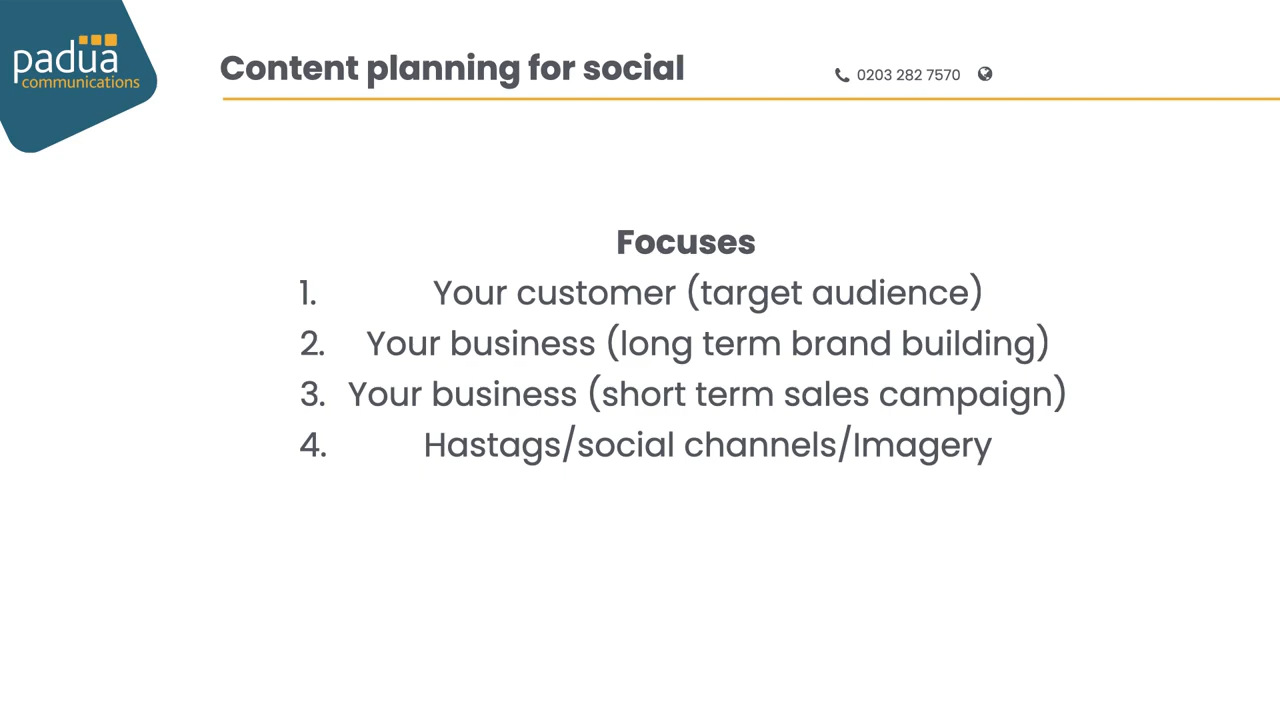 padua
communications
Content planning for social
0203 282 7570
Focuses
1. Your customer (target audience)
2. Your business (long term brand building)
3. Your business (short term sales campaign)
4. Hastags/social channels/Imagery